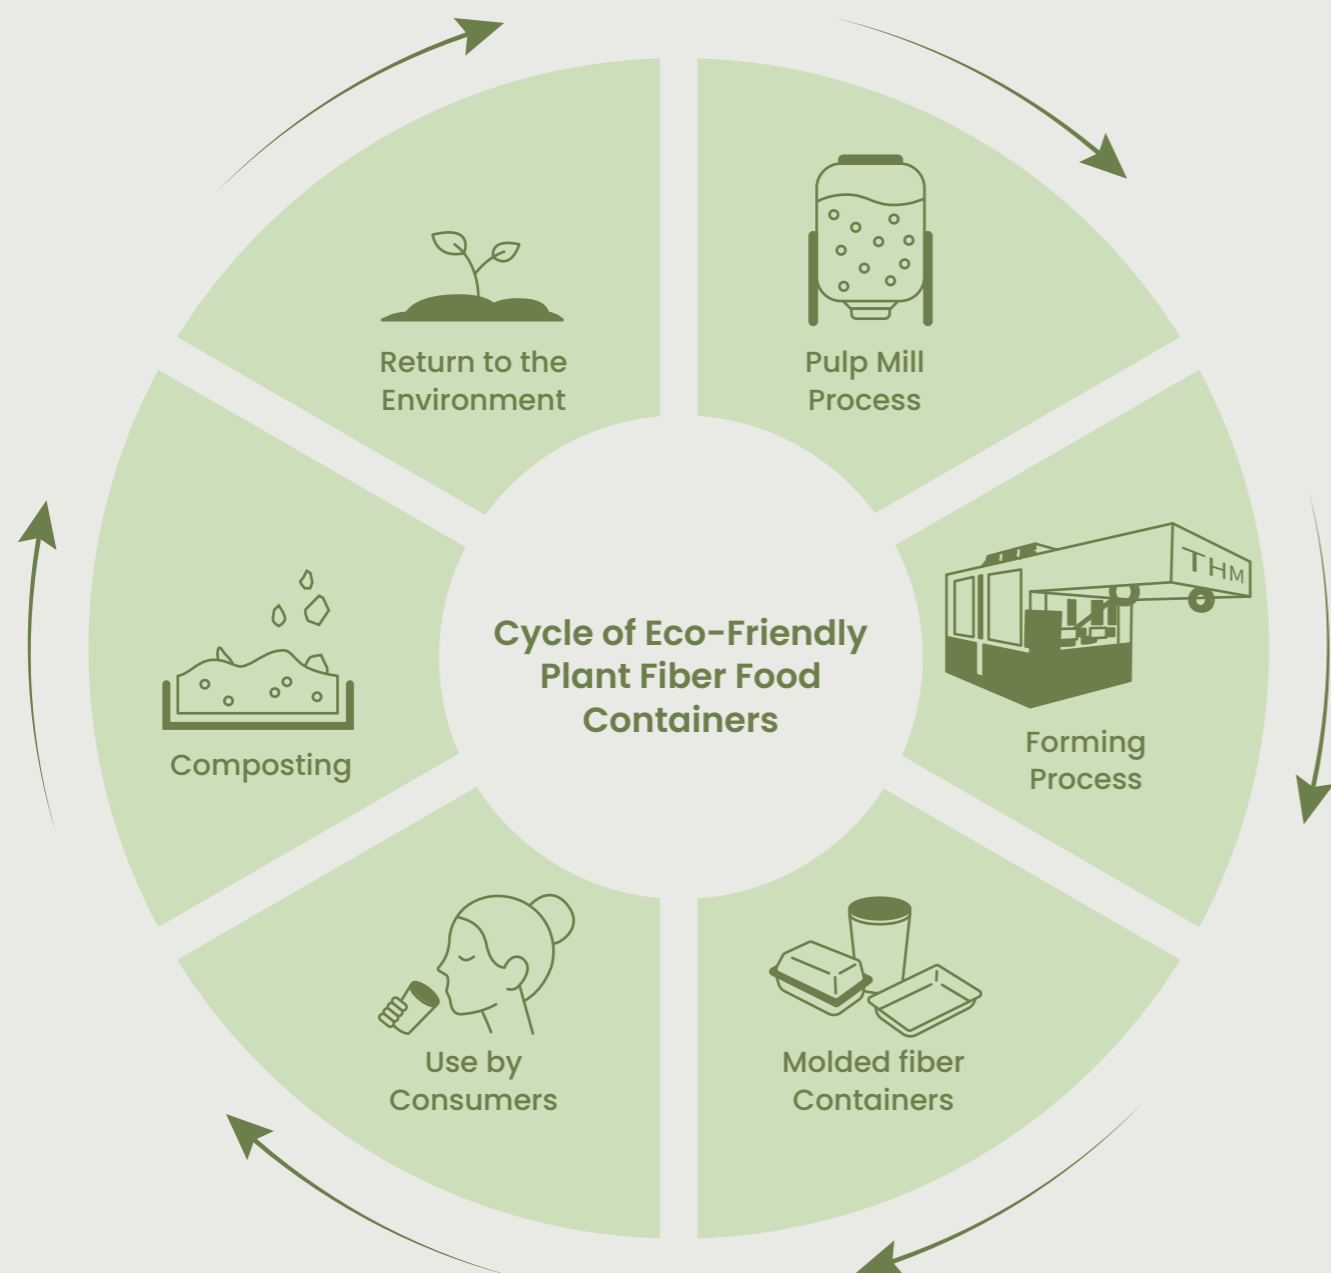 Return to the
Environment
Pulp Mill
Process
THM
Forming
Process
Cycle of Eco-Friendly
Plant Fiber Food
Containers
Composting
Use by
Consumers
Molded fiber
Containers